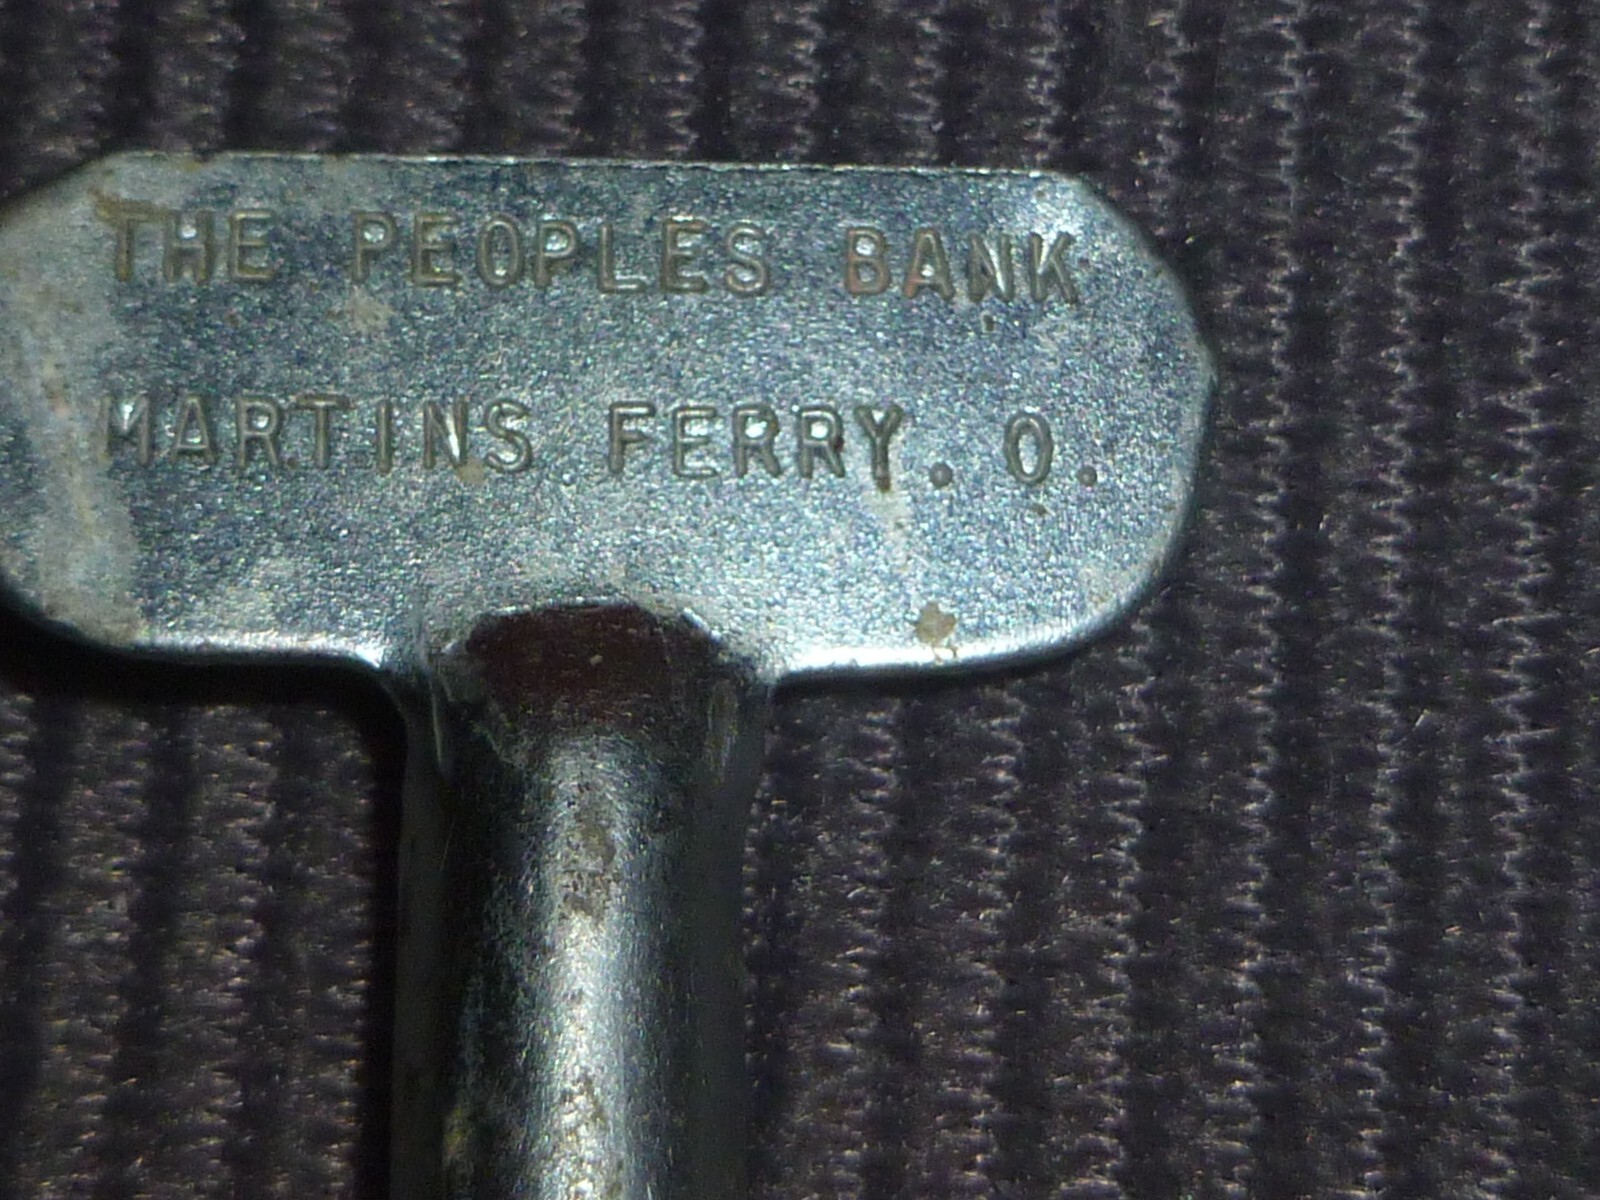 THE PEOPLES BANK
MARTINS FERRY. O.